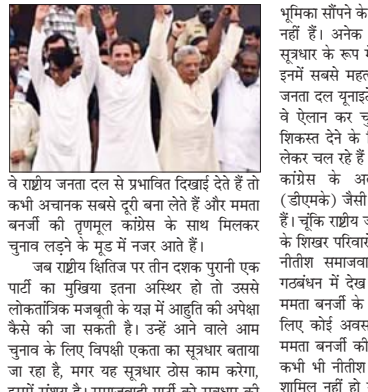 वे राष्ट्रीय जनता दल से प्रभावित दिखाई देते हैं तो
कभी अचानक सबसे दूरी बना लेते हैं और ममता
बनर्जी की तृणमूल कांग्रेस के साथ मिलकर
चुनाव लड़ने के मूड में नजर आते हैं।
जब राष्ट्रीय क्षितिज पर तीन दशक पुरानी एक
पार्टी का मुखिया इतना अस्थिर हो तो उससे
लोकतांत्रिक मजबूती के यज्ञ में आहुति की अपेक्षा
कैसे की जा सकती है। उन्हें आने वाले आम
चुनाव के लिए विपक्षी एकता का सूत्रधार बताया
जा रहा है, मगर यह सूत्रधार ठोस काम करेगा,
भूमिका सौंपने के
नहीं हैं। अनेक
सूत्रधार के रूप में
इनमें सबसे महत्
जनता दल यूनाइटे
वे ऐलान कर चु
शिकस्त देने के
लेकर चल रहे हैं
कांग्रेस के अ
(डीएमके) जैसी
हैं। चूंकि राष्ट्रीय ज
के शिखर परिवारों
नीतीश समाजवा
गठबंधन में देख
ममता बनर्जी के
लिए कोई अवस
ममता बनर्जी की
कभी भी नीतीश
शामिल नहीं हो